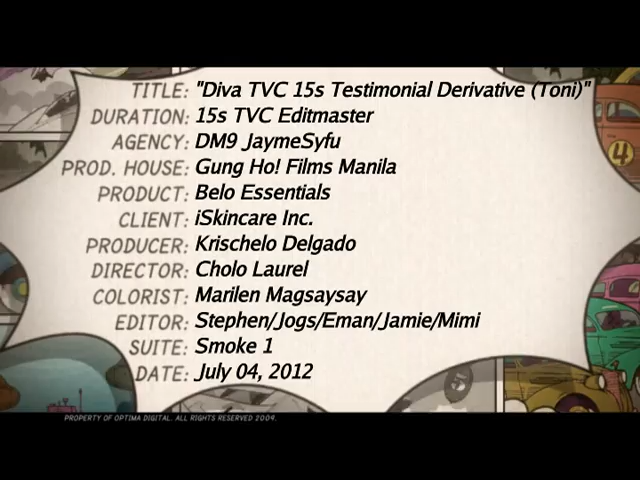 TITLE: "Diva TVC 15s Testimonial Derivative (Toni)"
DURATION: 15s TVC Editmaster
AGENCY: DM9 JaymeSyfu
PROD. HOUSE: Gung Ho! Films Manila
PRODUCT: Belo Essentials
CLIENT: iSkincare Inc.
PRODUCER: Krischelo Delgado
DIRECTOR: Cholo Laurel
COLORIST: Marilen Magsaysay
EDITOR: Stephen/Jogs/Eman/Jamie/Mimi
SUITE: Smoke 1
DATE: July 04, 2012
4
PROPERTY OF OPTIMA DIGITAL. ALL RIGHTS RESERVED 2009.